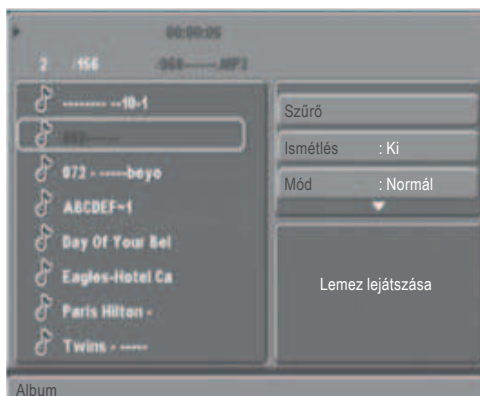 00:00:05
2 /156 068------.MP3
-------- --10-1
Szűrő
Ismétlés : Ki
072 - -----beyo
Mód : Normál
ABCDEF~1
Day Of Your Bel
Eagles-Hotel Ca
Lemez lejátszása
Paris Hilton -
Twins - -----
Album